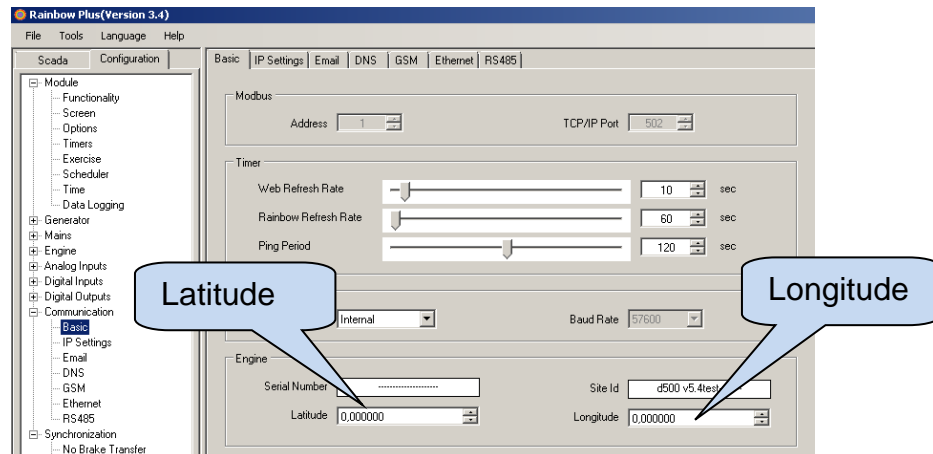 Rainbow Plus(Version 3.4)
File Tools Language Help
Scada Configuration
Module
Functionality
Screen
Options
Timers
Exercise
Scheduler
Time
Data Logging
Generator
Mains
Engine
Analog Inputs
Digital Inputs
Digital Outputs
Communication
Basic
IP Settings
Email
DNS
GSM
Ethernet
RS485
Synchronization
No Brake Transfer
Basic IP Settings Email DNS GSM Ethernet RS485
Modbus
Address 1 TCP/IP Port 502
Timer
Web Refresh Rate 10 sec
Rainbow Refresh Rate 60 sec
Ping Period 120 sec
Latitude
Longitude
Internal Baud Rate 57600
Engine
Serial Number -------------------- Site Id d500 v5.4test
Latitude 0,000000 Longitude 0,000000